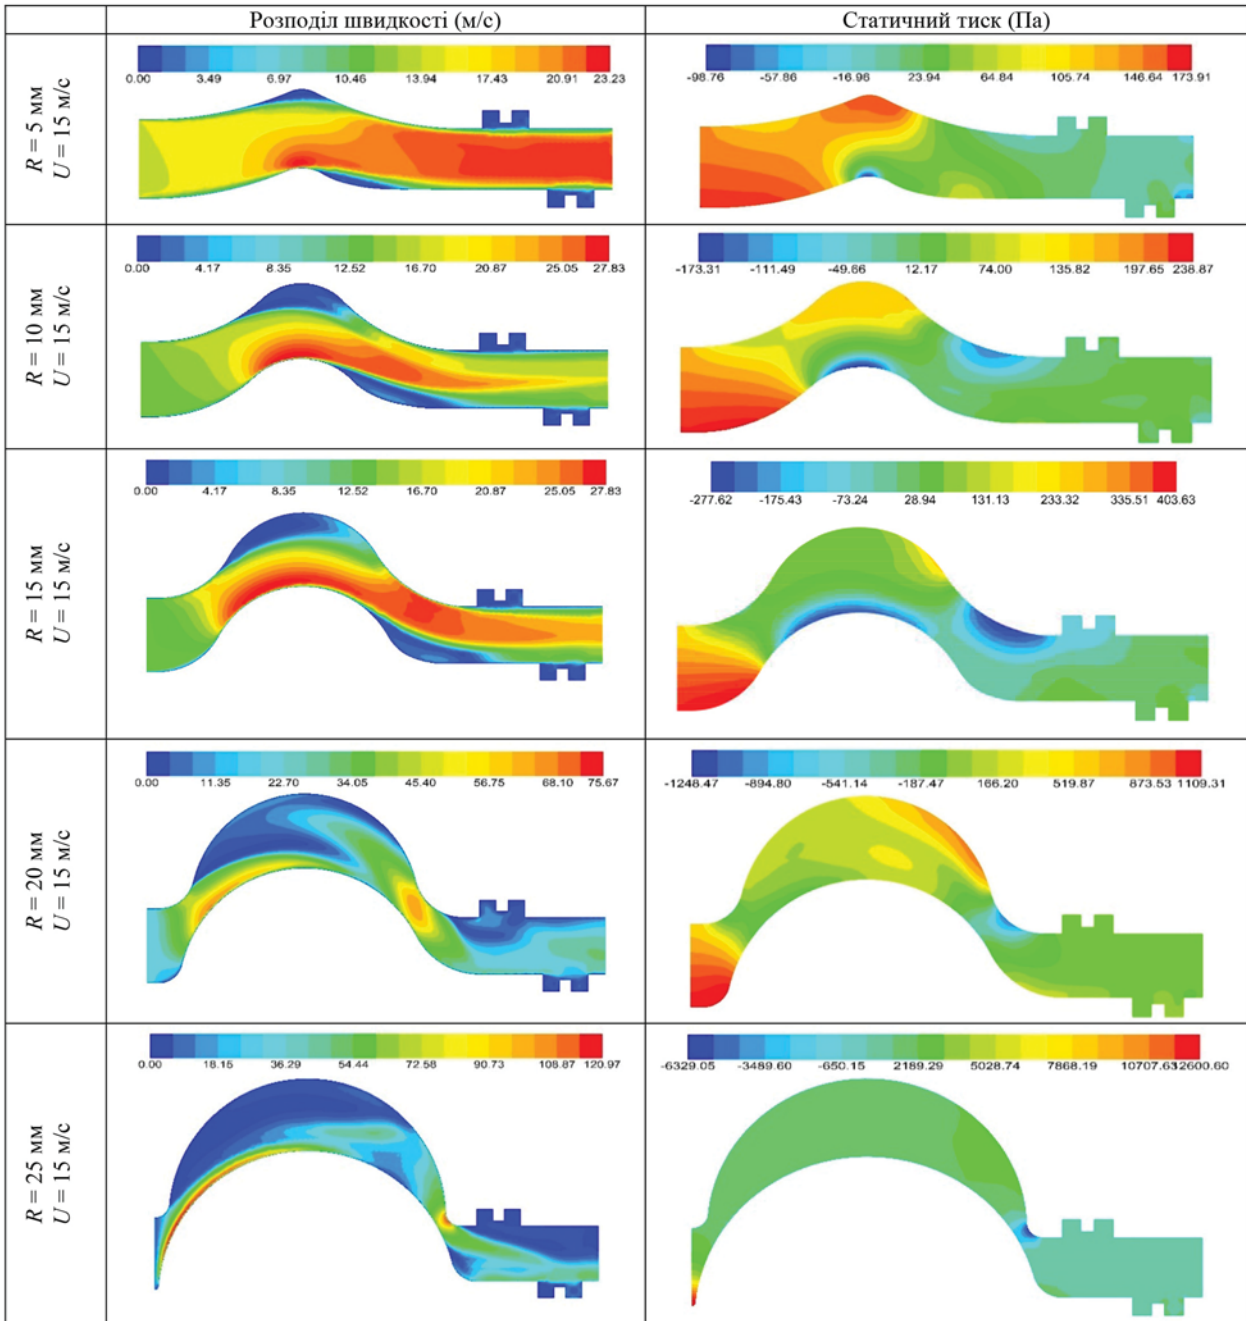 Розподіл швидкості (м/с) Статичний тиск (Па)
R = 5 мм
U = 15 м/с
0.00 3.49 6.97 10.46 13.94 17.43 20.91 23.23
-98.76 -57.86 -16.96 23.94 64.84 105.74 146.64 173.91
R = 10 мм
U = 15 м/с
0.00 4.17 8.35 12.52 16.70 20.87 25.05 27.83
-173.31 -111.49 -49.66 12.17 74.00 135.82 197.65 238.87
R = 15 мм
U = 15 м/с
0.00 4.17 8.35 12.52 16.70 20.87 25.05 27.83
-277.62 -175.43 -73.24 28.94 131.13 233.32 335.51 403.63
R = 20 мм
U = 15 м/с
0.00 11.35 22.70 34.05 45.40 56.75 68.10 75.67
-1248.47 -894.80 -541.14 -187.47 166.20 519.87 873.53 1109.31
R = 25 мм
U = 15 м/с
0.00 18.15 36.29 54.44 72.58 90.73 108.87 120.97
-6329.05 -3489.60 -650.15 2189.29 5028.74 7868.19 10707.63 12600.60